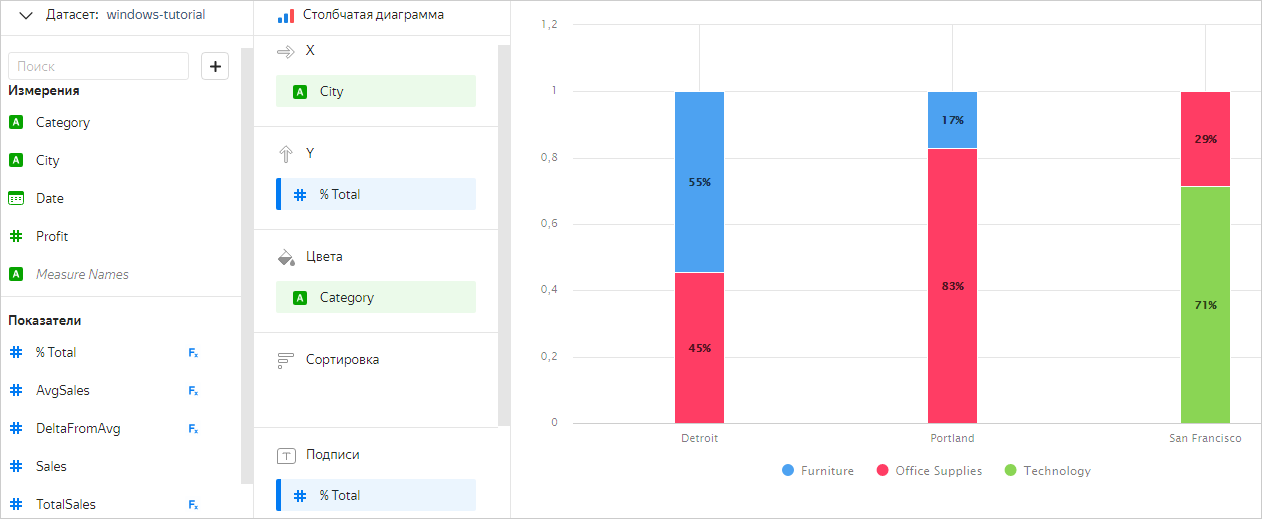 Датасет: windows-tutorial
Поиск
+
Измерения
A Category
A City
Date
# Profit
A Measure Names
Показатели
# % Total Fx
# AvgSales Fx
# DeltaFromAvg Fx
# Sales
# TotalSales Fx
Столбчатая диаграмма
X
A City
Y
# % Total
Цвета
A Category
Сортировка
T Подписи
# % Total
1,2
1
0,8
0,6
0,4
0,2
0
55%
45%
17%
83%
29%
71%
Detroit Portland San Francisco
Furniture Office Supplies Technology